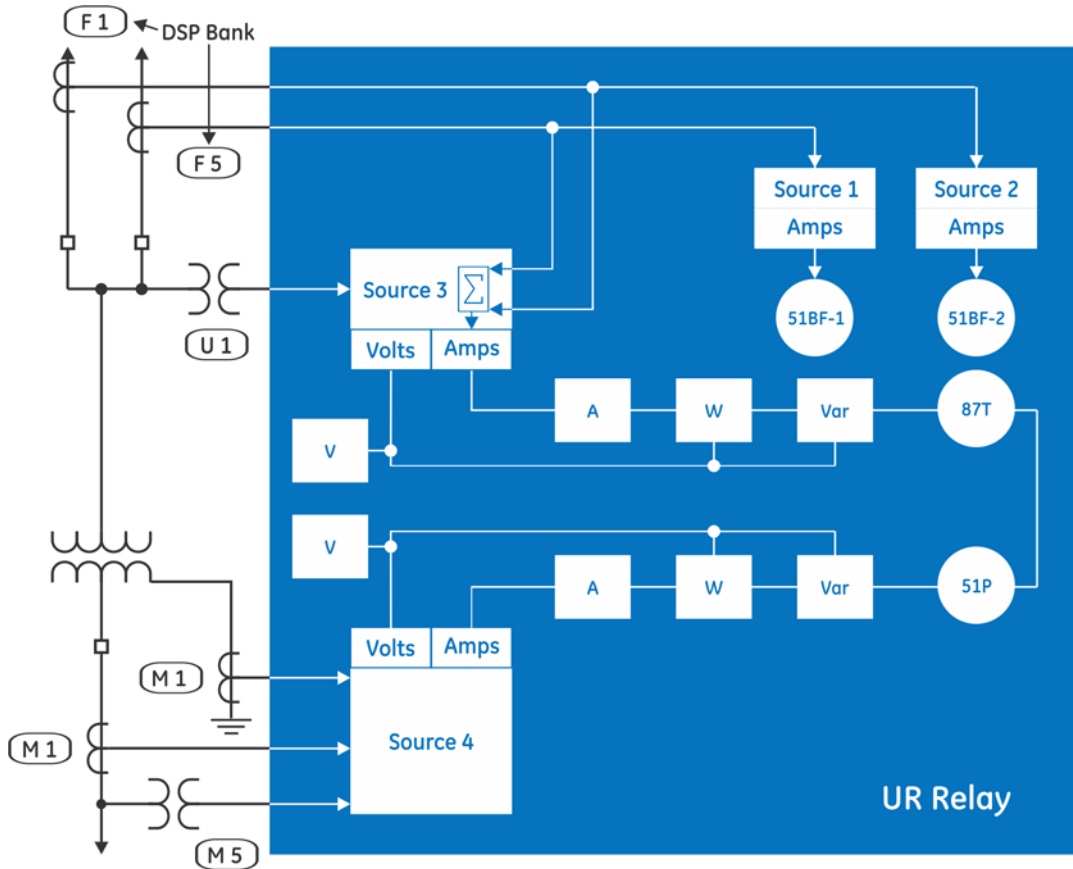 F 1
DSP Bank
F 5
Source 1
Amps
Source 2
Amps
Source 3
Σ
U 1
Volts
Amps
51BF-1
51BF-2
A
W
Var
87T
V
V
A
W
Var
51P
Volts
Amps
M 1
Source 4
M 1
UR Relay
M 5